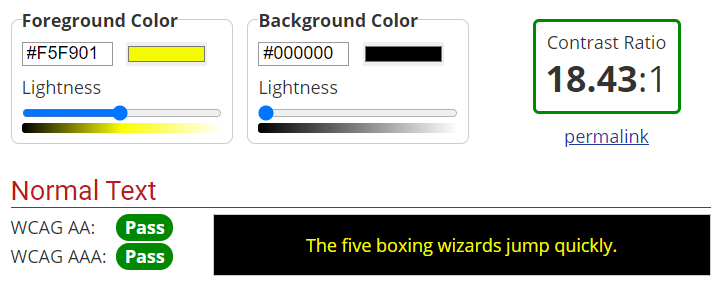 Foreground Color
#F5F901
Lightness
Background Color
#000000
Lightness
Contrast Ratio
18.43:1
permalink
Normal Text
WCAG AA: Pass
WCAG AAA: Pass
The five boxing wizards jump quickly.